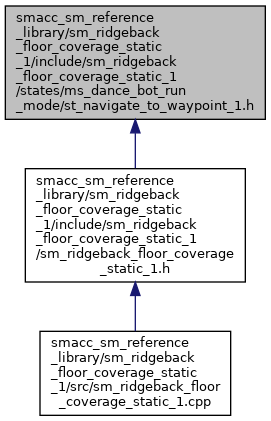 smacc_sm_reference
_library/sm_ridgeback
_floor_coverage_static
_1/include/sm_ridgeback
_floor_coverage_static_1
/states/ms_dance_bot_run
_mode/st_navigate_to_waypoint_1.h
smacc_sm_reference
_library/sm_ridgeback
_floor_coverage_static
_1/include/sm_ridgeback
_floor_coverage_static_1
/sm_ridgeback_floor_coverage
_static_1.h
smacc_sm_reference
_library/sm_ridgeback
_floor_coverage_static
_1/src/sm_ridgeback_floor
_coverage_static_1.cpp